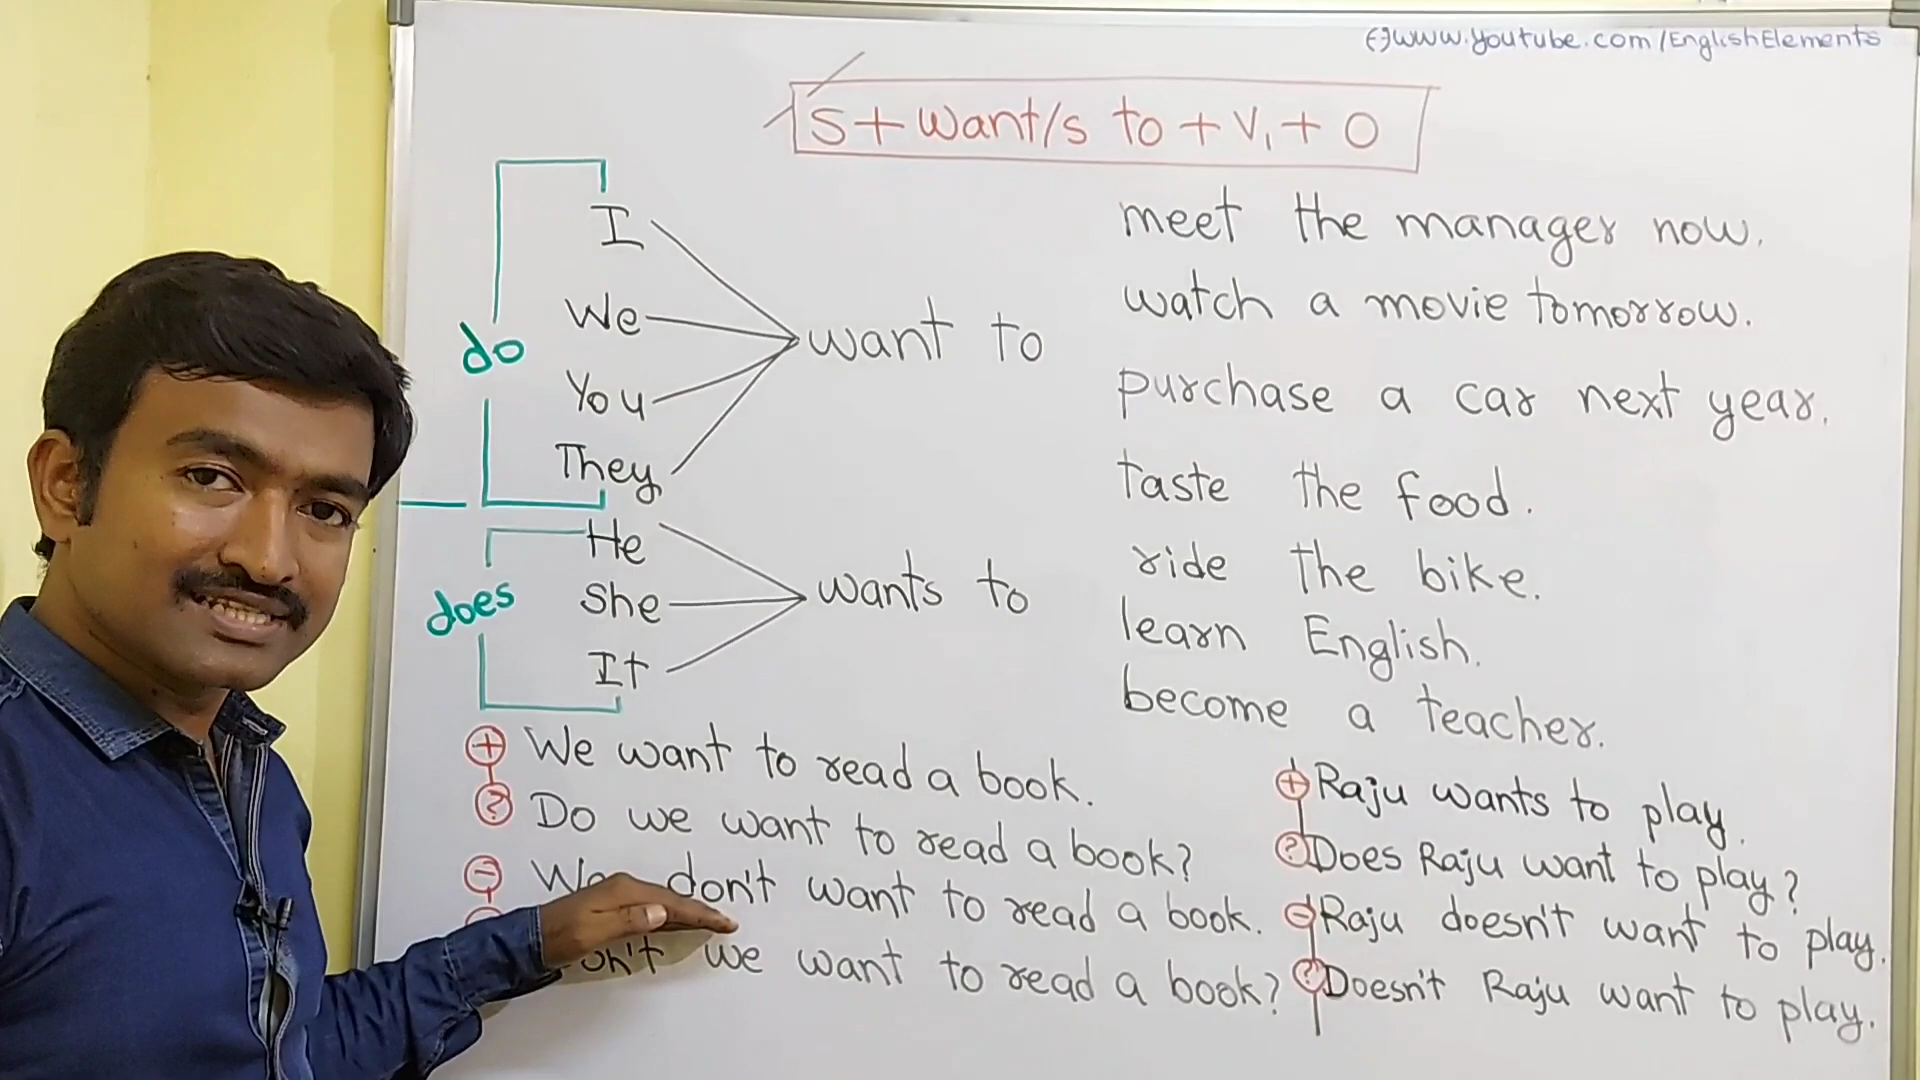 (-)www.youtube.com/EnglishElements
S + want/s to + V1 + O
I
We
You
They
do
want to
He
She
It
does
wants to
meet the manager now.
watch a movie tomorrow.
purchase a car next year.
taste the food.
ride the bike.
learn English.
become a teacher.
+ We want to read a book.
? Do we want to read a book?
- We don't want to read a book.
we want to read a book?
+ Raju wants to play.
? Does Raju want to play?
- Raju doesn't want to play.
? Doesn't Raju want to play.